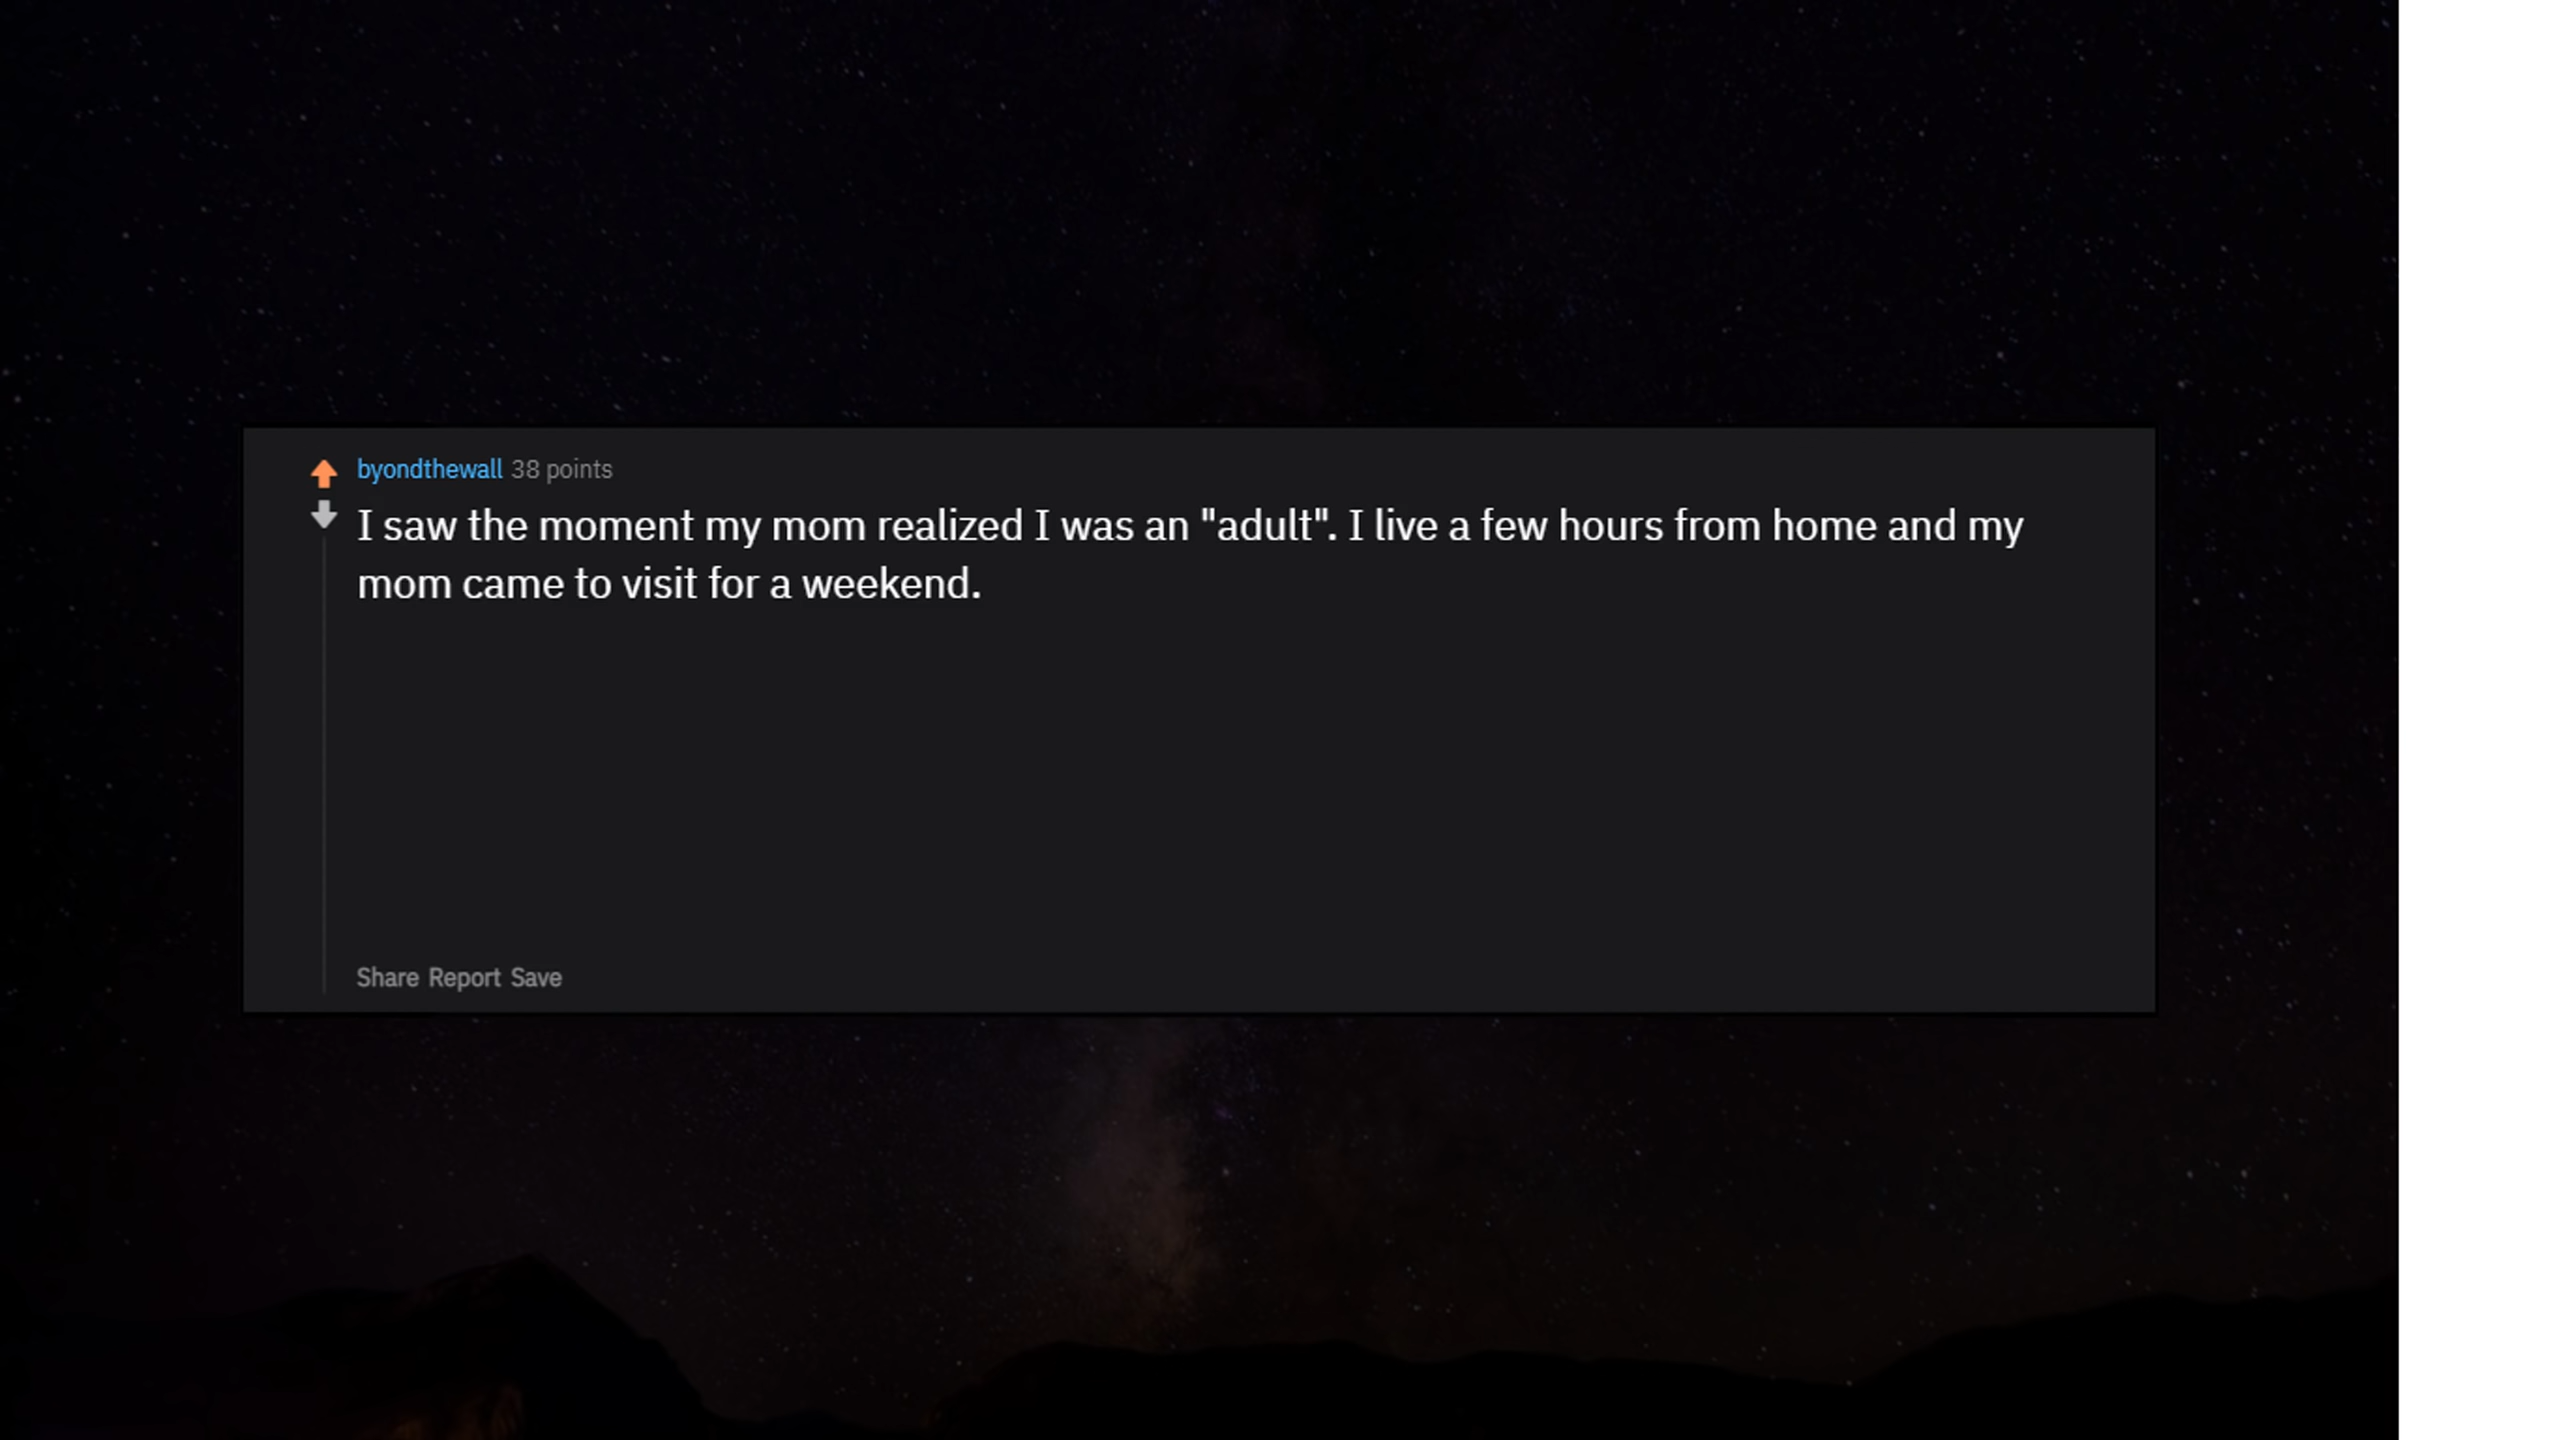 byondthewall 38 points
I saw the moment my mom realized I was an "adult". I live a few hours from home and my
mom came to visit for a weekend.
Share Report Save